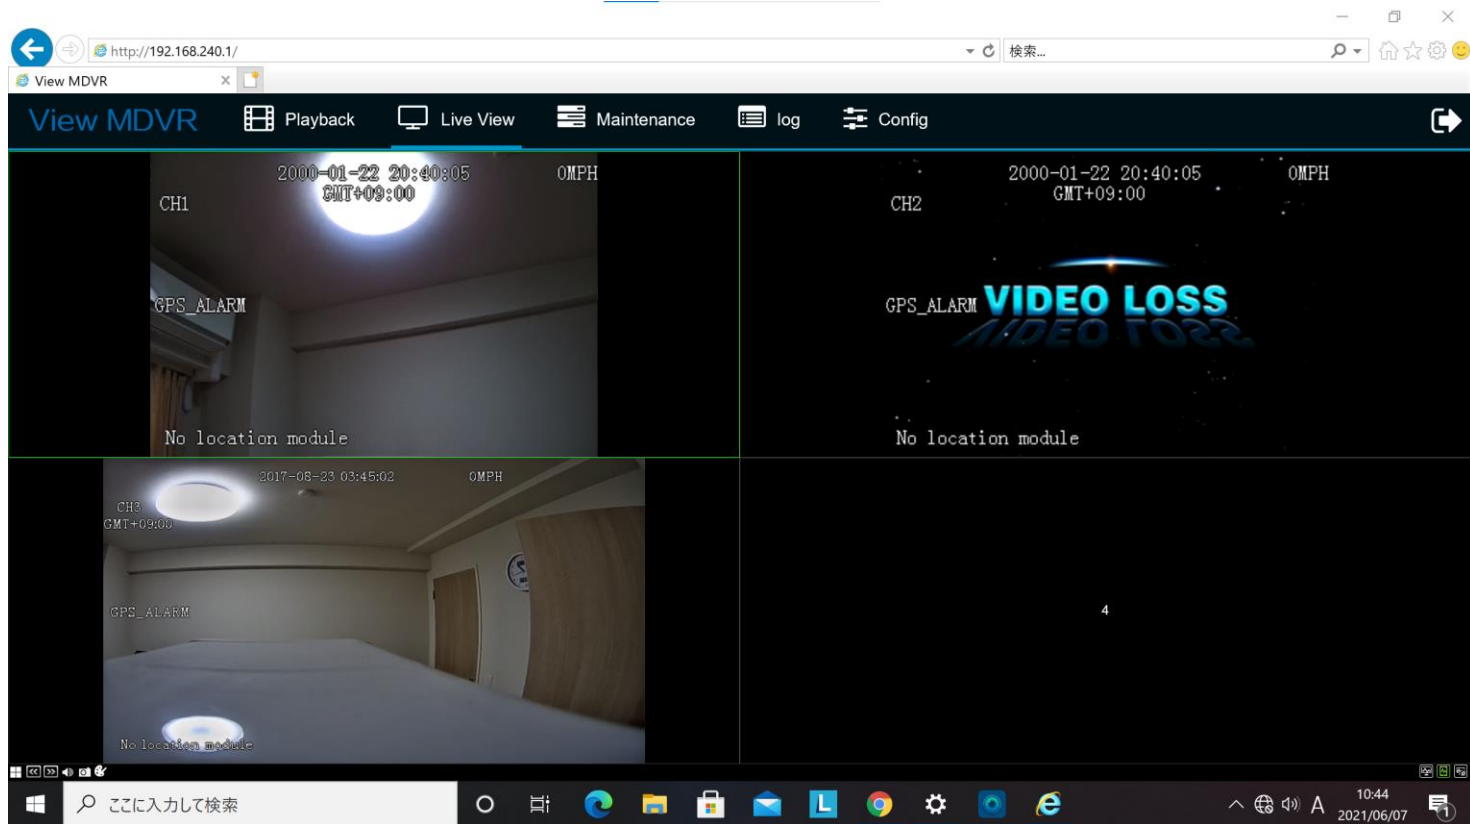 http://192.168.240.1/
検索...
View MDVR
View MDVR
Playback
Live View
Maintenance
log
Config
2000-01-22 20:40:05
0MPH
GMT+09:00
CH1
GPS_ALARM
No location module
2000-01-22 20:40:05
0MPH
GMT+09:00
CH2
GPS_ALARM
VIDEO LOSS
No location module
2017-08-23 03:45:02
0MPH
CH3
GMT+09:00
GPS_ALARM
No location module
4
ここに入力して検索
L
A
10:44
2021/06/07
1